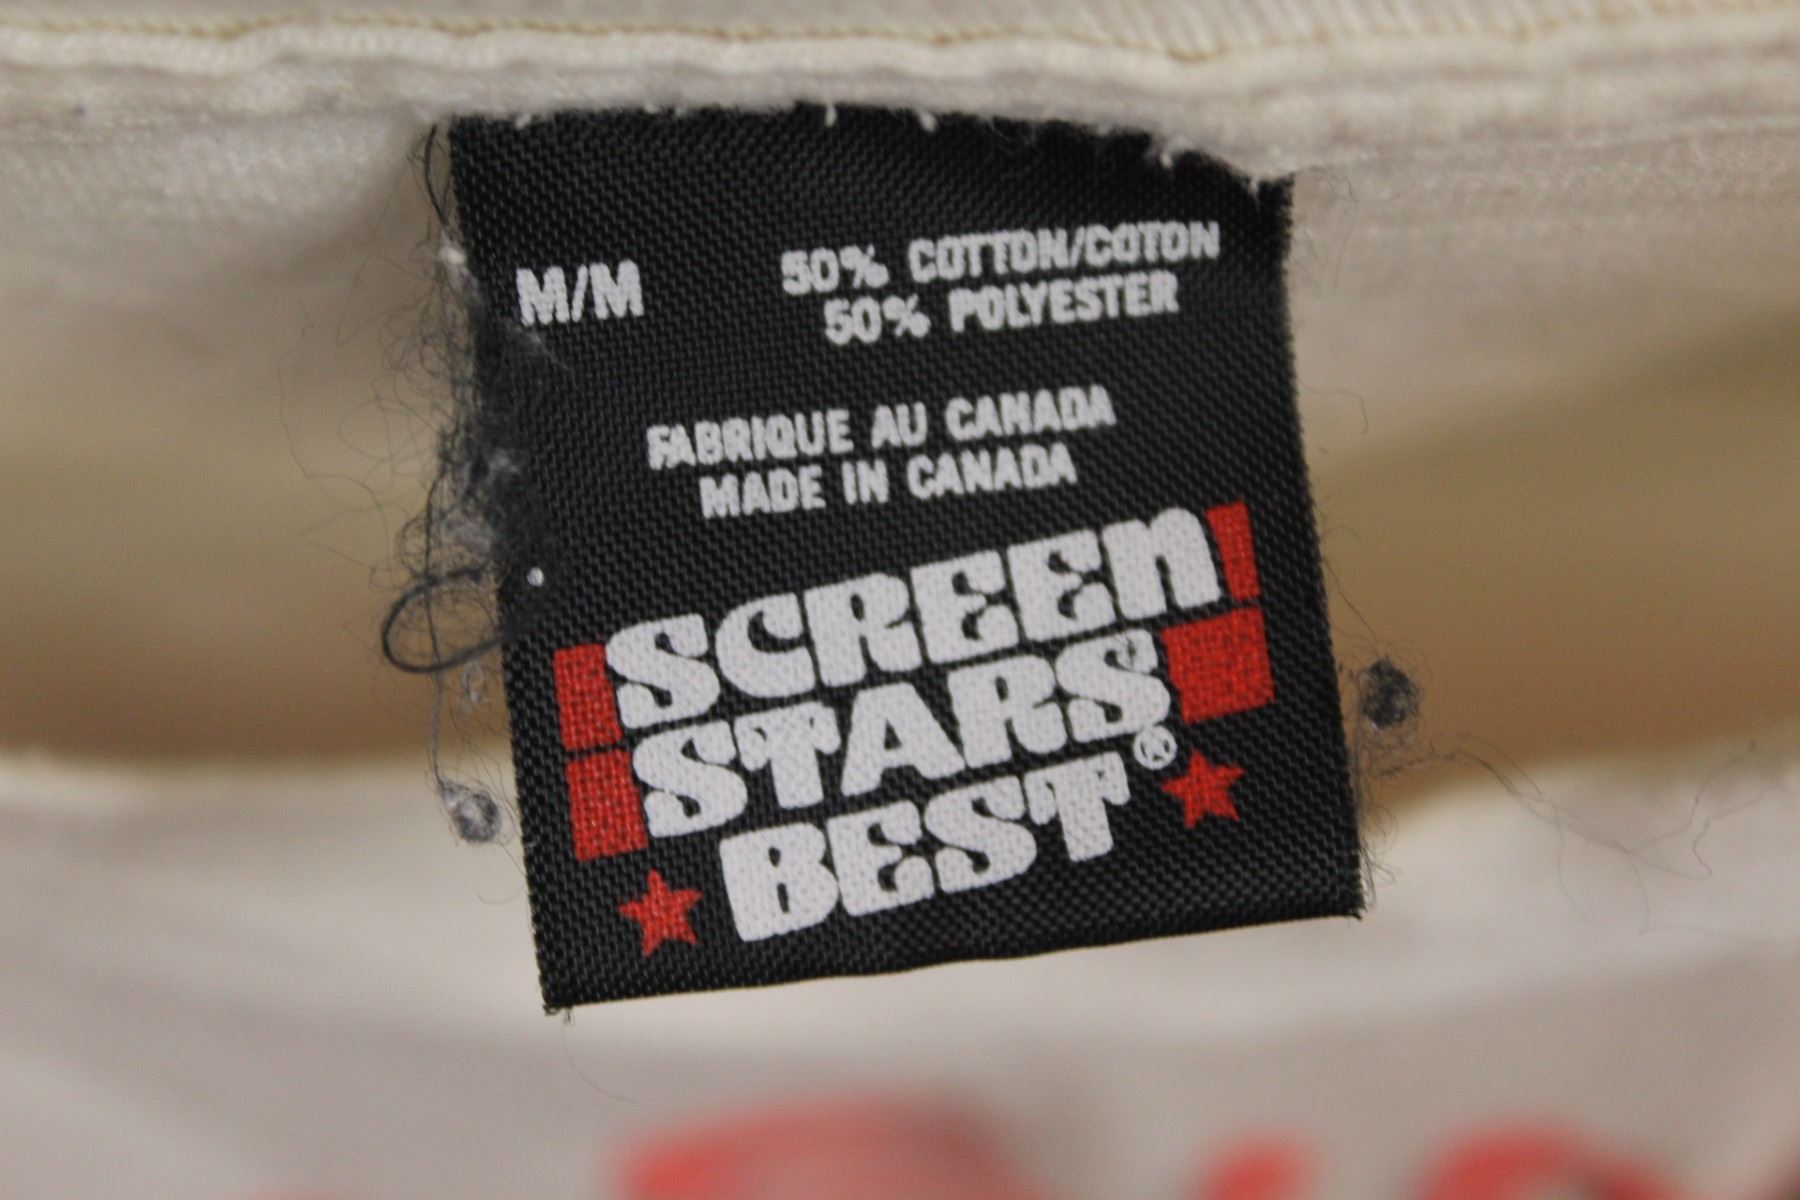 M/M
50% COTTON/COTON
50% POLYESTER
FABRIQUE AU CANADA
MADE IN CANADA
SCREEN
STARS
BEST®